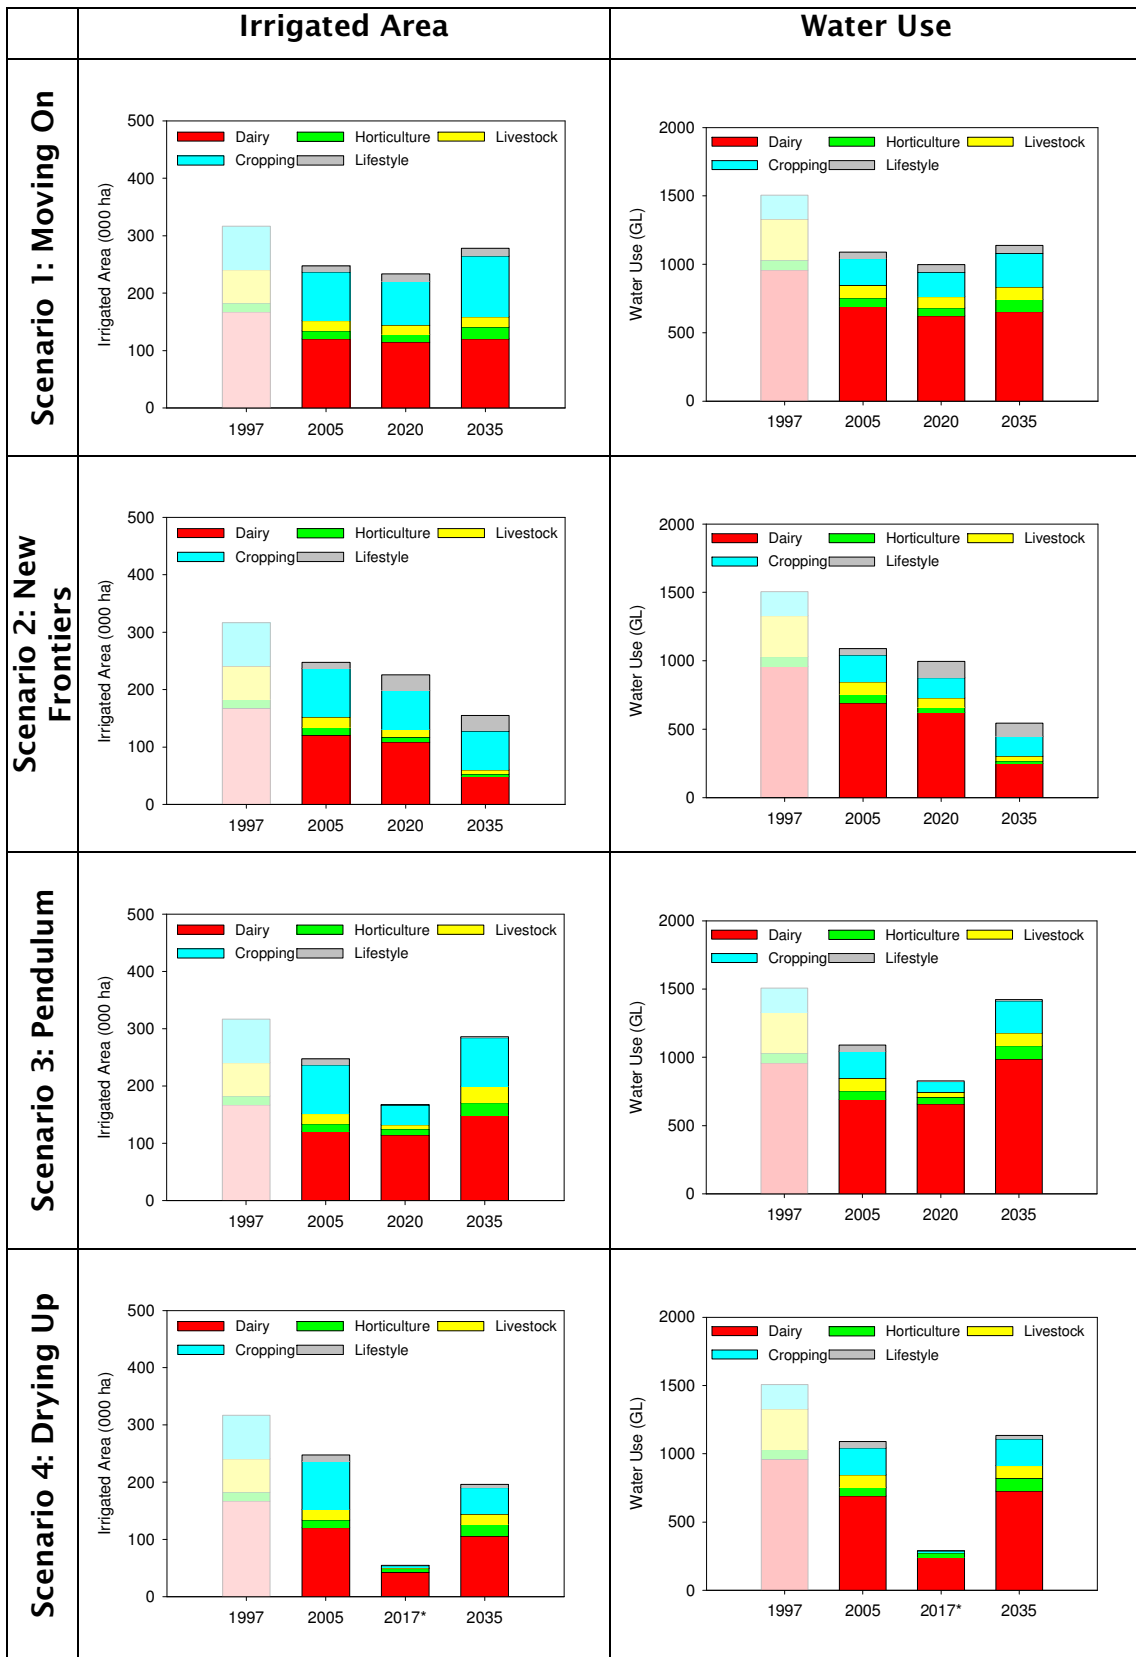 Irrigated Area
Water Use
Scenario 1: Moving On
500
400
300
200
100
0
Irrigated Area (000 ha)
Dairy Horticulture Livestock
Cropping Lifestyle
1997 2005 2020 2035
2000
1500
1000
500
0
Water Use (GL)
Dairy Horticulture Livestock
Cropping Lifestyle
1997 2005 2020 2035
Scenario 2: New
Frontiers
500
400
300
200
100
0
Irrigated Area (000 ha)
Dairy Horticulture Livestock
Cropping Lifestyle
1997 2005 2020 2035
2000
1500
1000
500
0
Water Use (GL)
Dairy Horticulture Livestock
Cropping Lifestyle
1997 2005 2020 2035
Scenario 3: Pendulum
500
400
300
200
100
0
Irrigated Area (000 ha)
Dairy Horticulture Livestock
Cropping Lifestyle
1997 2005 2020 2035
2000
1500
1000
500
0
Water Use (GL)
Dairy Horticulture Livestock
Cropping Lifestyle
1997 2005 2020 2035
Scenario 4: Drying Up
500
400
300
200
100
0
Irrigated Area (000 ha)
Dairy Horticulture Livestock
Cropping Lifestyle
1997 2005 2017* 2035
2000
1500
1000
500
0
Water Use (GL)
Dairy Horticulture Livestock
Cropping Lifestyle
1997 2005 2017* 2035